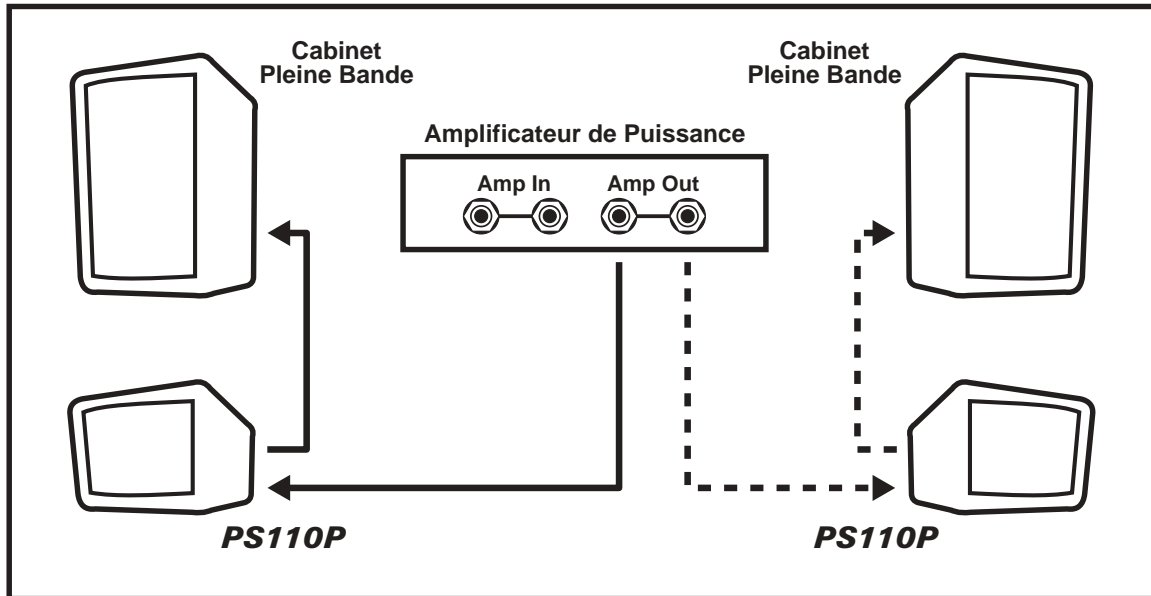 Cabinet
Pleine Bande
Cabinet
Pleine Bande
Amplificateur de Puissance
Amp In
Amp Out
PS110P
PS110P